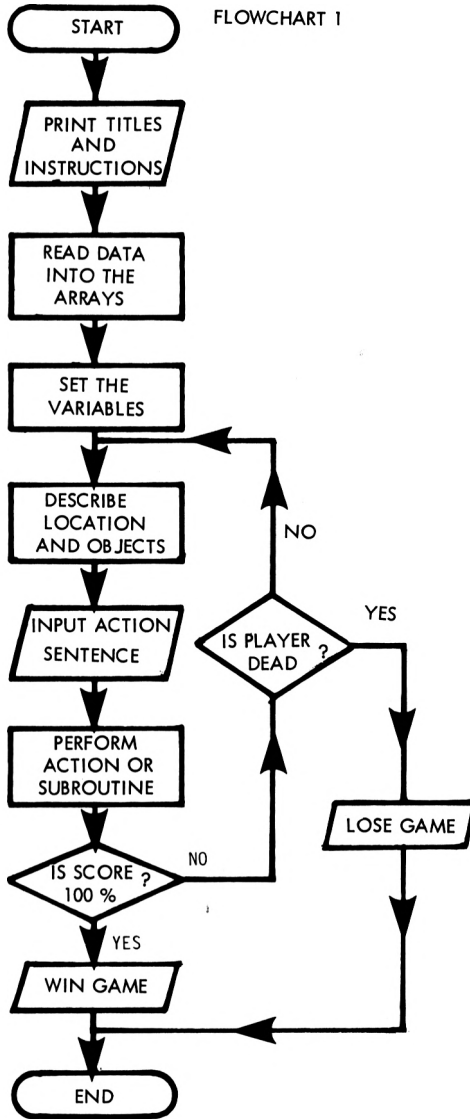 FLOWCHART 1
START
PRINT TITLES
AND
INSTRUCTIONS
READ DATA
INTO THE
ARRAYS
SET THE
VARIABLES
DESCRIBE
LOCATION
AND OBJECTS
INPUT ACTION
SENTENCE
PERFORM
ACTION OR
SUBROUTINE
IS SCORE ?
100 %
NO
YES
WIN GAME
IS PLAYER ?
DEAD
NO
YES
LOSE GAME
END